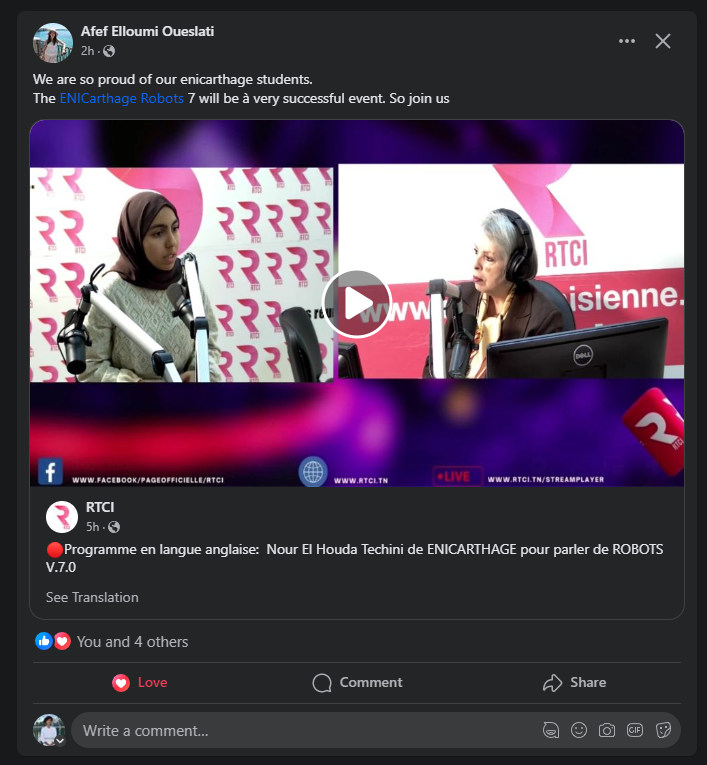 Afef Elloumi Oueslati
2h
We are so proud of our enicarthage students.
The ENICarthage Robots 7 will be à very successful event. So join us
RTCI
RTCI
www
isienne.
DELL
WWW.FACEBOOK/PAGEOFFICIELLE/RTCI
WWW.RTCI.TN
LIVE
WWW.RTCI.TN/STREAMPLAYER
RTCI
RTCI
5h
Programme en langue anglaise: Nour El Houda Techini de ENICARTHAGE pour parler de ROBOTS
V.7.0
See Translation
You and 4 others
Love
Comment
Share
Write a comment...
GIF